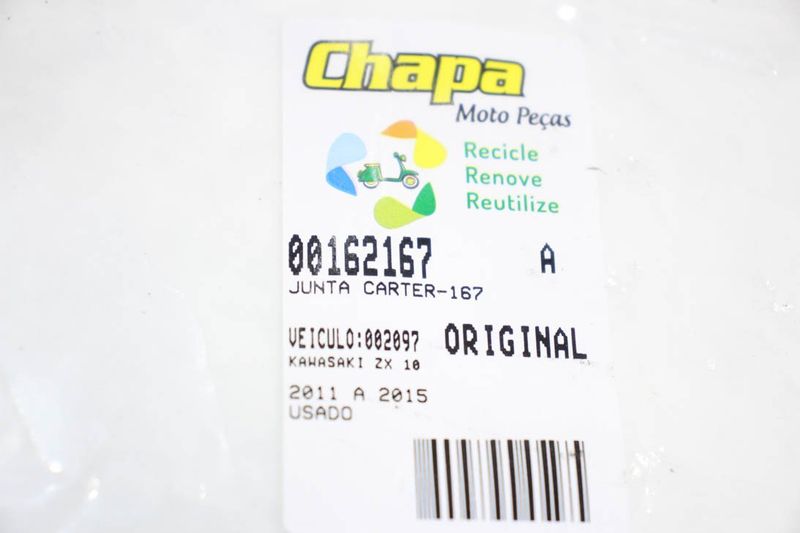 Chapa
Moto Peças
Recicle
Renove
Reutilize
00162167 A
JUNTA CARTER-167
VEICULO:002097 ORIGINAL
KAWASAKI ZX 10
2011 A 2015
USADO